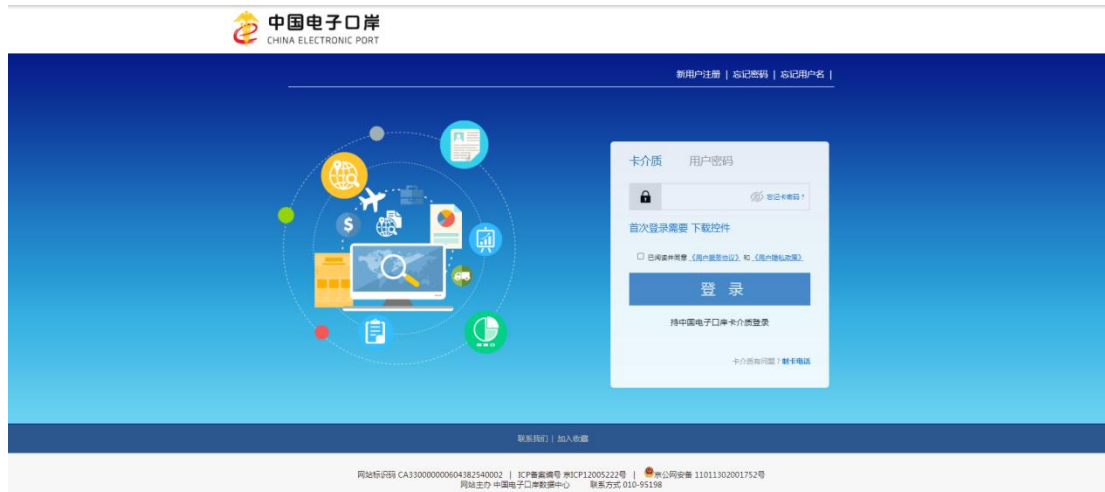 中国电子口岸
CHINA ELECTRONIC PORT
新用户注册 | 忘记密码 | 忘记用户名 |
卡介质 用户密码
忘记卡密码?
首次登录需要 下载控件
已阅读并同意 《用户服务协议》 和 《用户隐私政策》
登 录
持中国电子口岸卡介质登录
卡介质有问题?制卡电话
联系我们 | 加入收藏
网站标识码 CA330000000604382540002 | ICP备案编号 京ICP12005222号 | 京公网安备 11011302001752号
网站主办 中国电子口岸数据中心 联系方式 010-95198